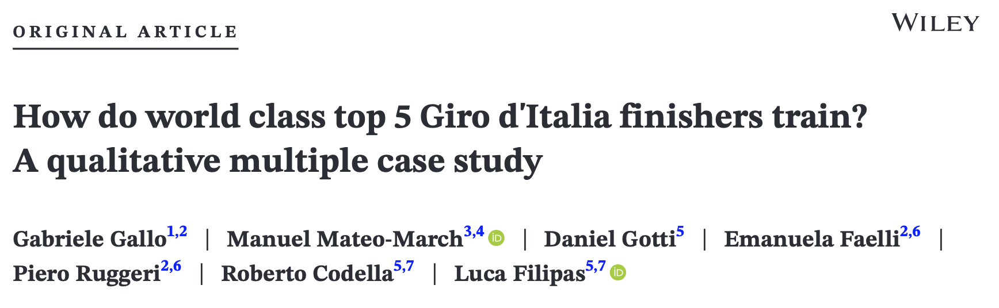 ORIGINAL ARTICLE
WILEY
How do world class top 5 Giro d'Italia finishers train?
A qualitative multiple case study
Gabriele Gallo1,2 | Manuel Mateo-March3,4 iD | Daniel Gotti5 | Emanuela Faelli2,6 |
Piero Ruggeri2,6 | Roberto Codella5,7 | Luca Filipas5,7 iD